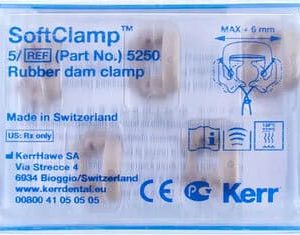 SoftClamp™
5/ REF (Part No.) 5250
Rubber dam clamp
MAX + 6 mm
Made in Switzerland
US: Rx only
KerrHawe SA
Via Strecce 4
6934 Bioggio/Switzerland
www.kerrdental.eu
00800 41 05 05 05
CE
Kerr